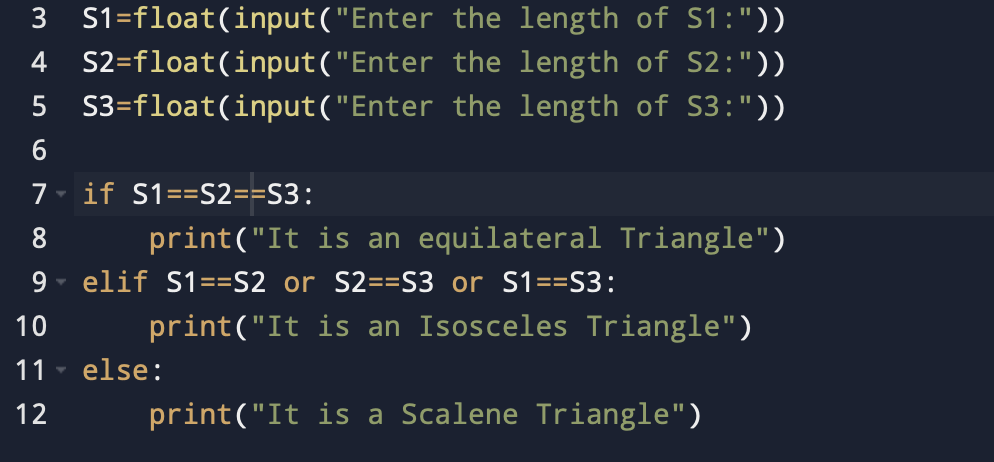 3 S1=float(input("Enter the length of S1:"))
4 S2=float(input("Enter the length of S2:"))
5 S3=float(input("Enter the length of S3:"))
6
7 if S1==S2==S3:
8     print("It is an equilateral Triangle")
9 elif S1==S2 or S2==S3 or S1==S3:
10     print("It is an Isosceles Triangle")
11 else:
12     print("It is a Scalene Triangle")